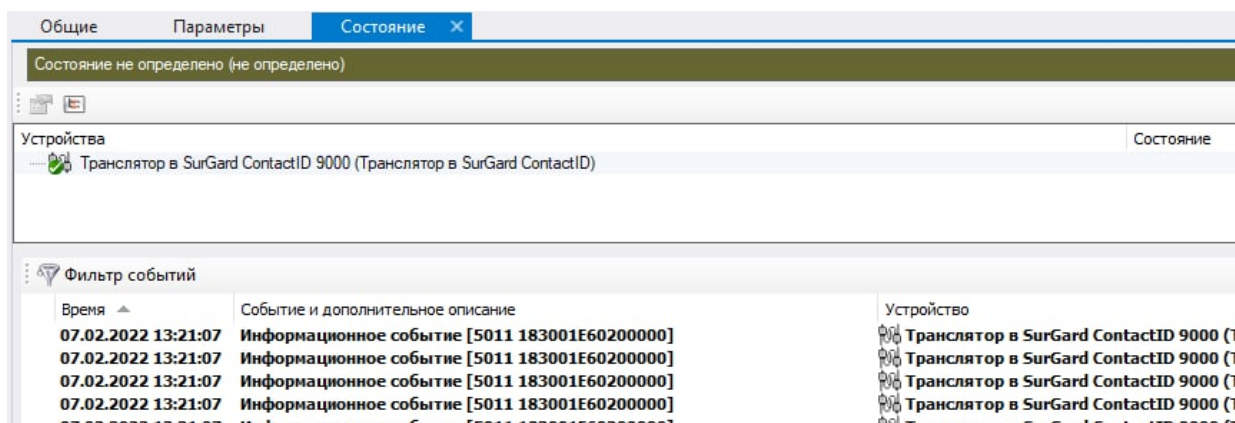 Общие Параметры Состояние
Состояние не определено (не определено)
Устройства Состояние
Транслятор в SurGard ContactID 9000 (Транслятор в SurGard ContactID)
Фильтр событий
Время Событие и дополнительное описание Устройство
07.02.2022 13:21:07 Информационное событие [5011 183001E60200000] Транслятор в SurGard ContactID 9000 (Т
07.02.2022 13:21:07 Информационное событие [5011 183001E60200000] Транслятор в SurGard ContactID 9000 (Т
07.02.2022 13:21:07 Информационное событие [5011 183001E60200000] Транслятор в SurGard ContactID 9000 (Т
07.02.2022 13:21:07 Информационное событие [5011 183001E60200000] Транслятор в SurGard ContactID 9000 (Т